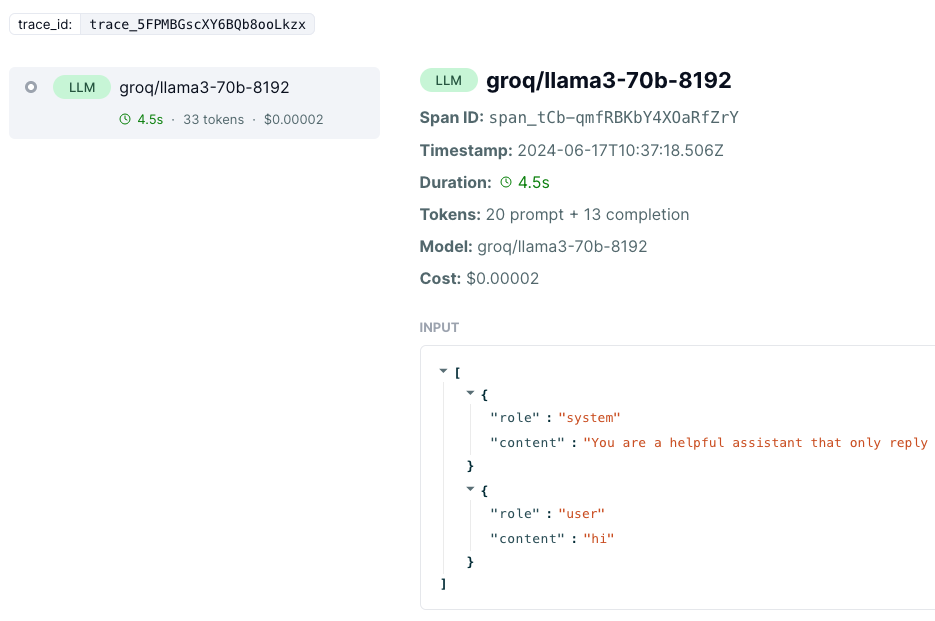 trace_id: trace_5FPMBGscXY6BQb8ooLkzx
LLM groq/llama3-70b-8192
4.5s · 33 tokens · $0.00002
LLM groq/llama3-70b-8192
Span ID: span_tCb-qmfRBKbY4XOaRfZrY
Timestamp: 2024-06-17T10:37:18.506Z
Duration: 4.5s
Tokens: 20 prompt + 13 completion
Model: groq/llama3-70b-8192
Cost: $0.00002
INPUT
[
{
"role" : "system"
"content" : "You are a helpful assistant that only reply
}
{
"role" : "user"
"content" : "hi"
}
]